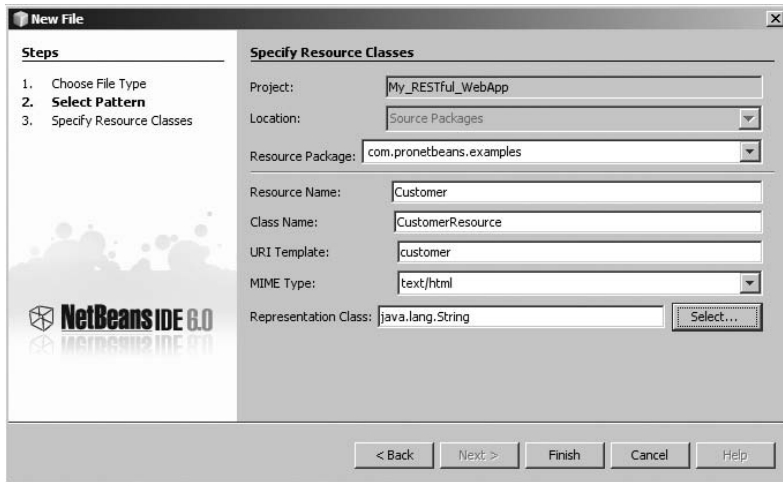 New File
Steps
1. Choose File Type
2. Select Pattern
3. Specify Resource Classes
NetBeans IDE 6.0
Specify Resource Classes
Project: My_RESTful_WebApp
Location: Source Packages
Resource Package: com.pronetbeans.examples
Resource Name: Customer
Class Name: CustomerResource
URI Template: customer
MIME Type: text/html
Representation Class: java.lang.String Select...
< Back Next > Finish Cancel Help